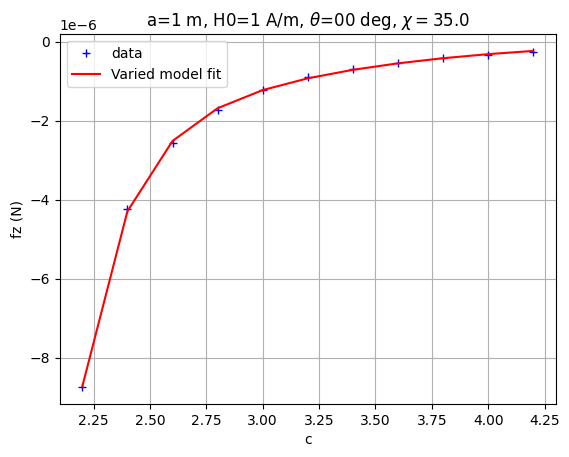 a=1 m, H0=1 A/m, θ=00 deg, χ = 35.0
1e−6
data
Varied model fit
0
−2
−4
−6
−8
fz (N)
2.25 2.50 2.75 3.00 3.25 3.50 3.75 4.00 4.25
c